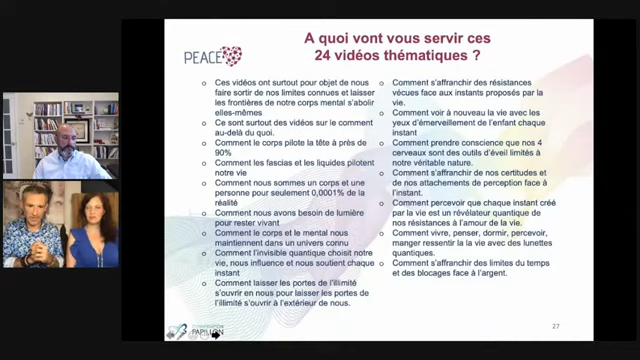 A quoi vont vous servir ces
24 vidéos thématiques ?
PEACE
o Ces vidéos ont surtout pour objet de nous
faire sortir de nos limites connues et laisser
les frontières de notre corps mental s'abolir
elles-mêmes
o Ce sont surtout des vidéos sur le comment
au-delà du quoi.
o Comment le corps pilote la tête à près de
90%
o Comment les fascias et les liquides pilotent
notre vie
o Comment nous sommes un corps et une
personne pour seulement 0,0001% de la
réalité
o Comment nous avons besoin de lumière
pour rester vivant
o Comment le corps et le mental nous
maintiennent dans un univers connu
o Comment l'invisible quantique choisit notre
vie, nous influence et nous soutient chaque
instant
o Comment laisser les portes de l'illimité
s'ouvrir en nous pour laisser les portes de
l'illimité s'ouvrir à l'extérieur de nous.
o Comment s'affranchir des résistances
vécues face aux instants proposés par la
vie.
o Comment voir à nouveau la vie avec les
yeux d'émerveillement de l'enfant chaque
instant
o Comment prendre conscience que nos 4
cerveaux sont des outils d'éveil limités à
notre véritable nature.
o Comment s'affranchir de nos certitudes et
de nos attachements de perception face à
l'instant.
o Comment percevoir que chaque instant créé
par la vie est un révélateur quantique de
nos résistances à l'amour de la vie.
o Comment vivre, penser, dormir, percevoir,
manger ressentir la la vie avec des lunettes
quantiques.
o Comment s'affranchir des limites du temps
et des blocages face à l'argent.
PAPILLON
27